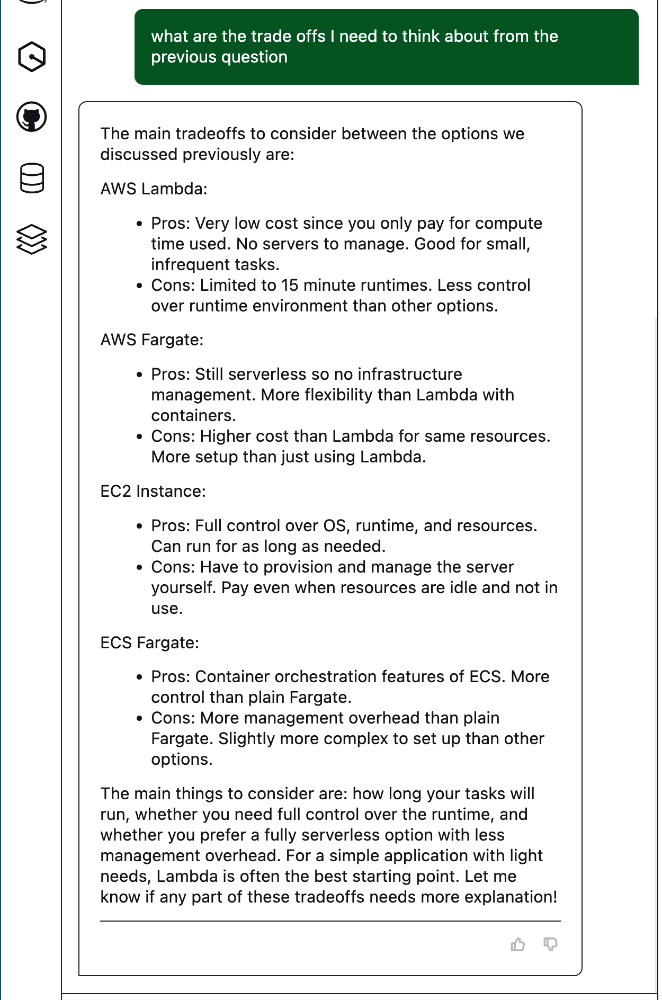 what are the trade offs I need to think about from the
previous question
The main tradeoffs to consider between the options we
discussed previously are:
AWS Lambda:
• Pros: Very low cost since you only pay for compute
time used. No servers to manage. Good for small,
infrequent tasks.
• Cons: Limited to 15 minute runtimes. Less control
over runtime environment than other options.
AWS Fargate:
• Pros: Still serverless so no infrastructure
management. More flexibility than Lambda with
containers.
• Cons: Higher cost than Lambda for same resources.
More setup than just using Lambda.
EC2 Instance:
• Pros: Full control over OS, runtime, and resources.
Can run for as long as needed.
• Cons: Have to provision and manage the server
yourself. Pay even when resources are idle and not in
use.
ECS Fargate:
• Pros: Container orchestration features of ECS. More
control than plain Fargate.
• Cons: More management overhead than plain
Fargate. Slightly more complex to set up than other
options.
The main things to consider are: how long your tasks will
run, whether you need full control over the runtime, and
whether you prefer a fully serverless option with less
management overhead. For a simple application with light
needs, Lambda is often the best starting point. Let me
know if any part of these tradeoffs needs more explanation!